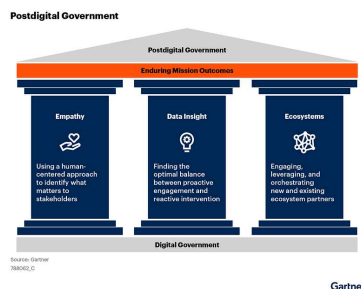 Postdigital Government
Postdigital Government
Enduring Mission Outcomes
Empathy
Using a human-
centered approach
to identify what
matters to
stakeholders
Data Insight
Finding the
optimal balance
between proactive
engagement and
reactive intervention
Ecosystems
Engaging,
leveraging, and
orchestrating
new and existing
ecosystem partners
Digital Government
Source: Gartner
788062_C
Gartner